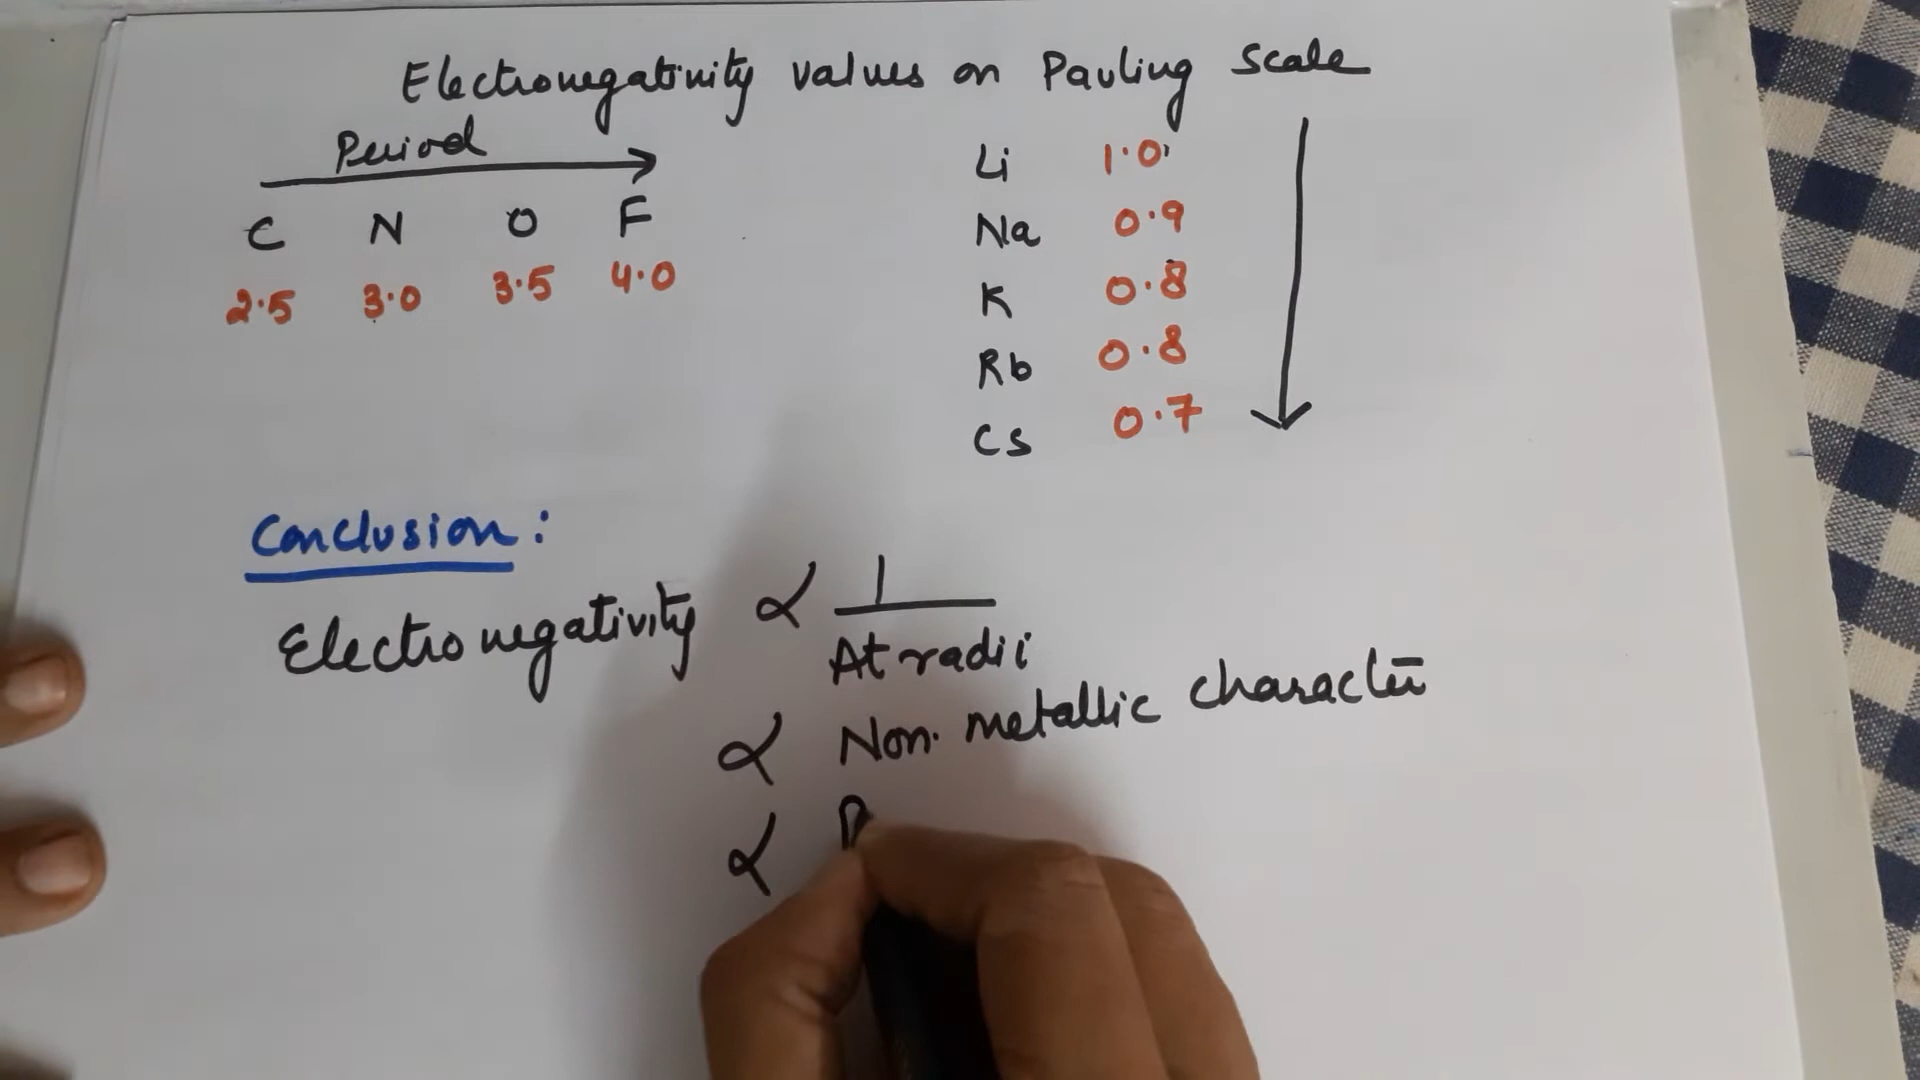 Electronegativity values on Pauling Scale
Period
C N O F
2.5 3.0 3.5 4.0
Li 1.0
Na 0.9
K 0.8
Rb 0.8
Cs 0.7
Conclusion:
Electronegativity ∝ 1
At radii
∝ Non-metallic character
∝